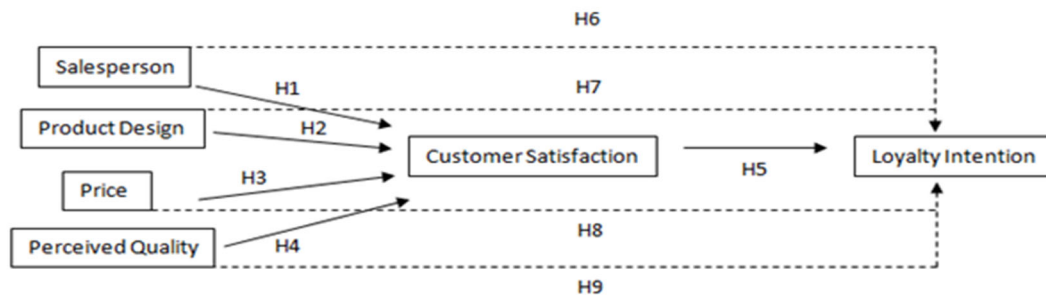 H6
Salesperson
H1
H7
Product Design
H2
Customer Satisfaction
Loyalty Intention
H3
H5
Price
H8
Perceived Quality
H4
H9